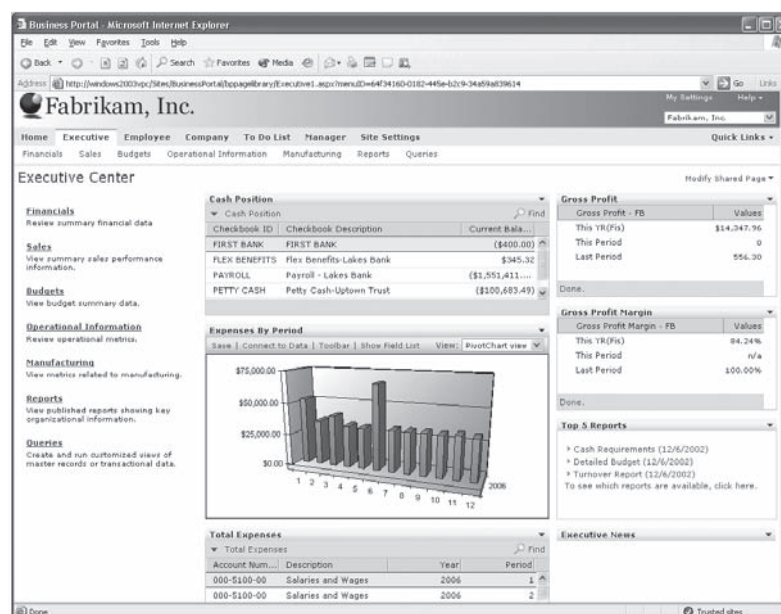 Business Portal - Microsoft Internet Explorer
File Edit View Favorites Tools Help
Back Search Favorites Media
Address http://windows2003vpc/Sites/BusinessPortal/bppagelibrary/Executive1.aspx?menuID=64f34160-0182-445e-b2c9-34a59a839614 Go Links
Fabrikam, Inc.
My Settings Help
Fabrikam, Inc.
Home Executive Employee Company To Do List Manager Site Settings Quick Links
Financials Sales Budgets Operational Information Manufacturing Reports Queries
Executive Center
Modify Shared Page
Financials
Review summary financial data
Sales
View summary sales performance
information.
Budgets
View budget summary data.
Operational Information
Review operational metrics.
Manufacturing
View metrics related to manufacturing.
Reports
View published reports showing key
organizational information.
Queries
Create and run customized views of
master records or transactional data.
Cash Position
Cash Position Find
Checkbook ID Checkbook Description Current Bala...
FIRST BANK FIRST BANK ($400.00)
FLEX BENEFITS Flex Benefits-Lakes Bank $345.32
PAYROLL Payroll - Lakes Bank ($1,551,411....
PETTY CASH Petty Cash-Uptown Trust ($100,683.49)
Expenses By Period
Save | Connect to Data | Toolbar | Show Field List View: PivotChart view
$75,000.00
$50,000.00
$25,000.00
$0.00
1 2 3 4 5 6 7 8 9 10 11 12
2006
Total Expenses
Total Expenses Find
Account Num... Description Year Period
000-5100-00 Salaries and Wages 2006 1
000-5100-00 Salaries and Wages 2006 2
Gross Profit
Gross Profit - FB Values
This YR(Fis) $14,347.96
This Period 0
Last Period 556.30
Done.
Gross Profit Margin
Gross Profit Margin - FB Values
This YR(Fis) 84.24%
This Period n/a
Last Period 100.00%
Done.
Top 5 Reports
Cash Requirements (12/6/2002)
Detailed Budget (12/6/2002)
Turnover Report (12/6/2002)
To see which reports are available, click here.
Executive News
Done Trusted sites